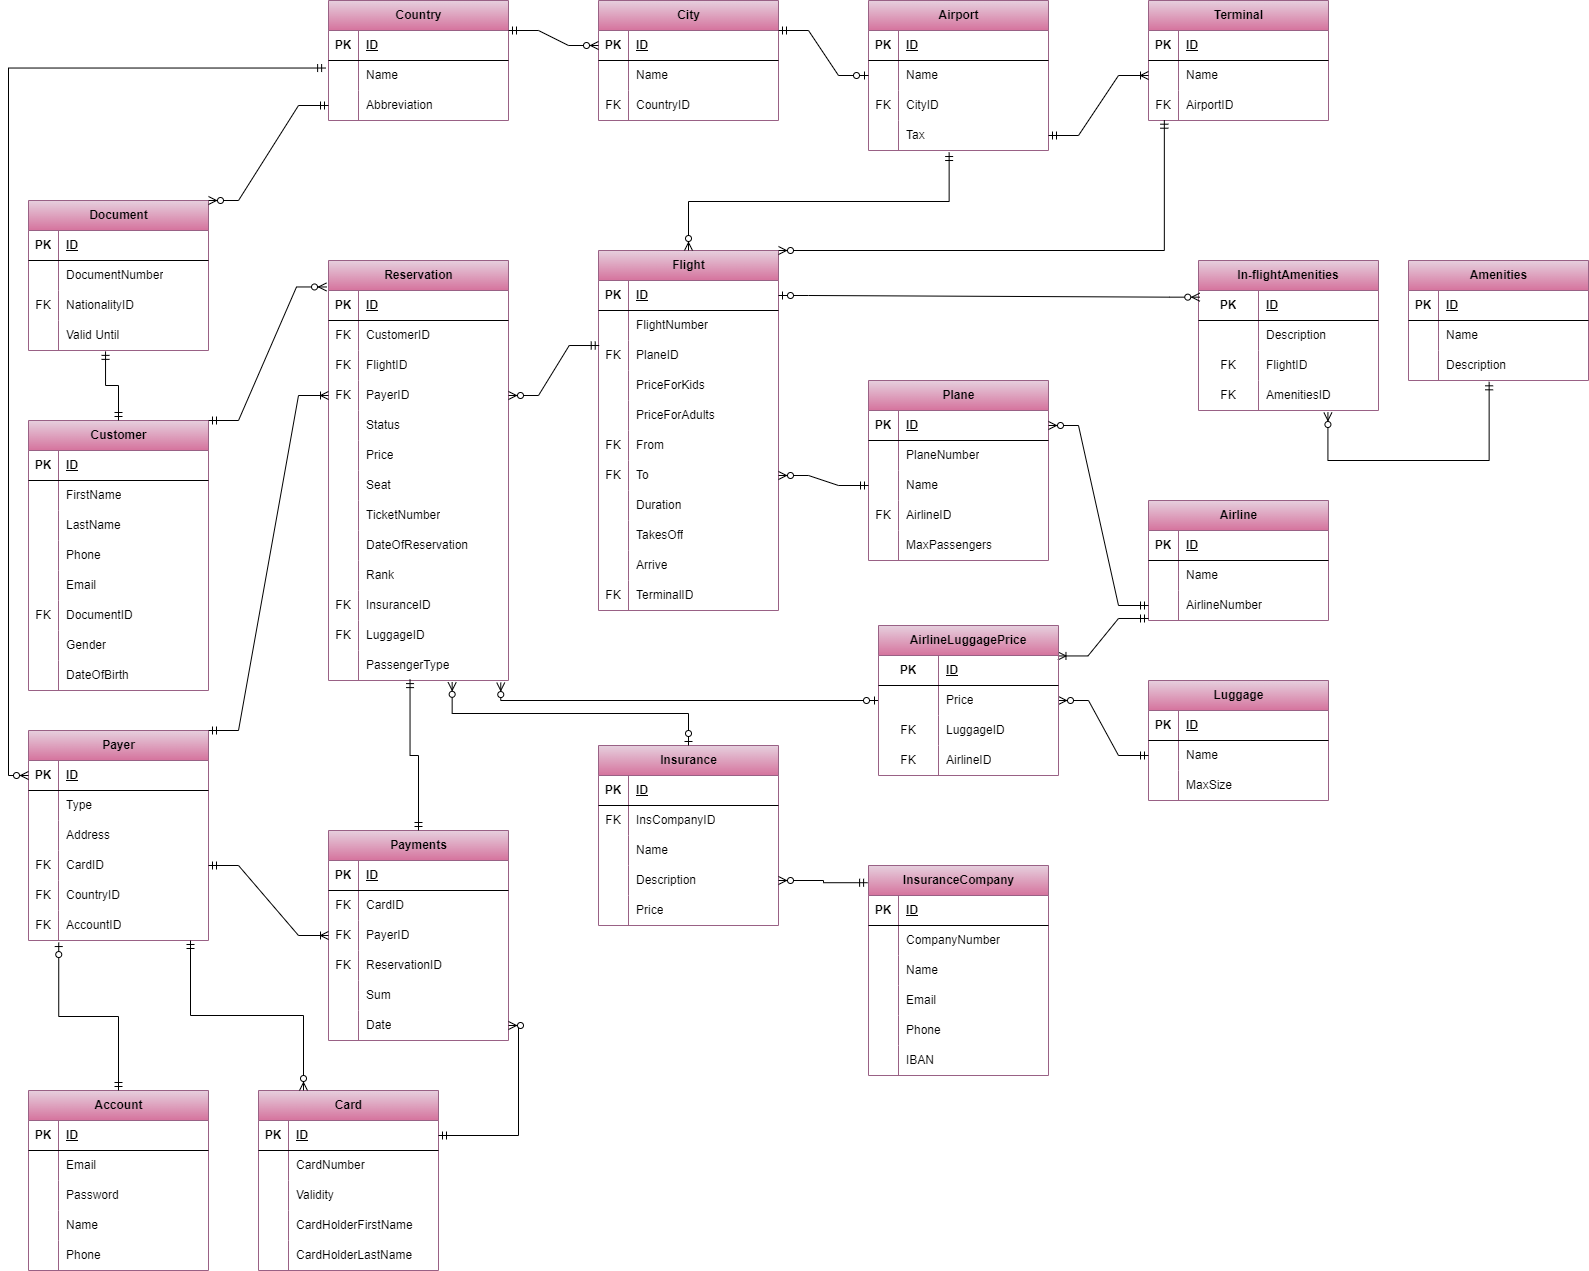 Country
PK ID
Name
Abbreviation
City
PK ID
Name
FK CountryID
Airport
PK ID
Name
FK CityID
Tax
Terminal
PK ID
Name
FK AirportID
Document
PK ID
DocumentNumber
FK NationalityID
Valid Until
Reservation
PK ID
FK CustomerID
FK FlightID
FK PayerID
Status
Price
Seat
TicketNumber
DateOfReservation
Rank
FK InsuranceID
FK LuggageID
PassengerType
Flight
PK ID
FlightNumber
FK PlaneID
PriceForKids
PriceForAdults
FK From
FK To
Duration
TakesOff
Arrive
FK TerminalID
In-flightAmenities
PK ID
Description
FK FlightID
FK AmenitiesID
Amenities
PK ID
Name
Description
Plane
PK ID
PlaneNumber
Name
FK AirlineID
MaxPassengers
Customer
PK ID
FirstName
LastName
Phone
Email
FK DocumentID
Gender
DateOfBirth
Airline
PK ID
Name
AirlineNumber
AirlineLuggagePrice
PK ID
Price
FK LuggageID
FK AirlineID
Luggage
PK ID
Name
MaxSize
Payer
PK ID
Type
Address
FK CardID
FK CountryID
FK AccountID
Insurance
PK ID
FK InsCompanyID
Name
Description
Price
Payments
PK ID
FK CardID
FK PayerID
FK ReservationID
Sum
Date
InsuranceCompany
PK ID
CompanyNumber
Name
Email
Phone
IBAN
Account
PK ID
Email
Password
Name
Phone
Card
PK ID
CardNumber
Validity
CardHolderFirstName
CardHolderLastName